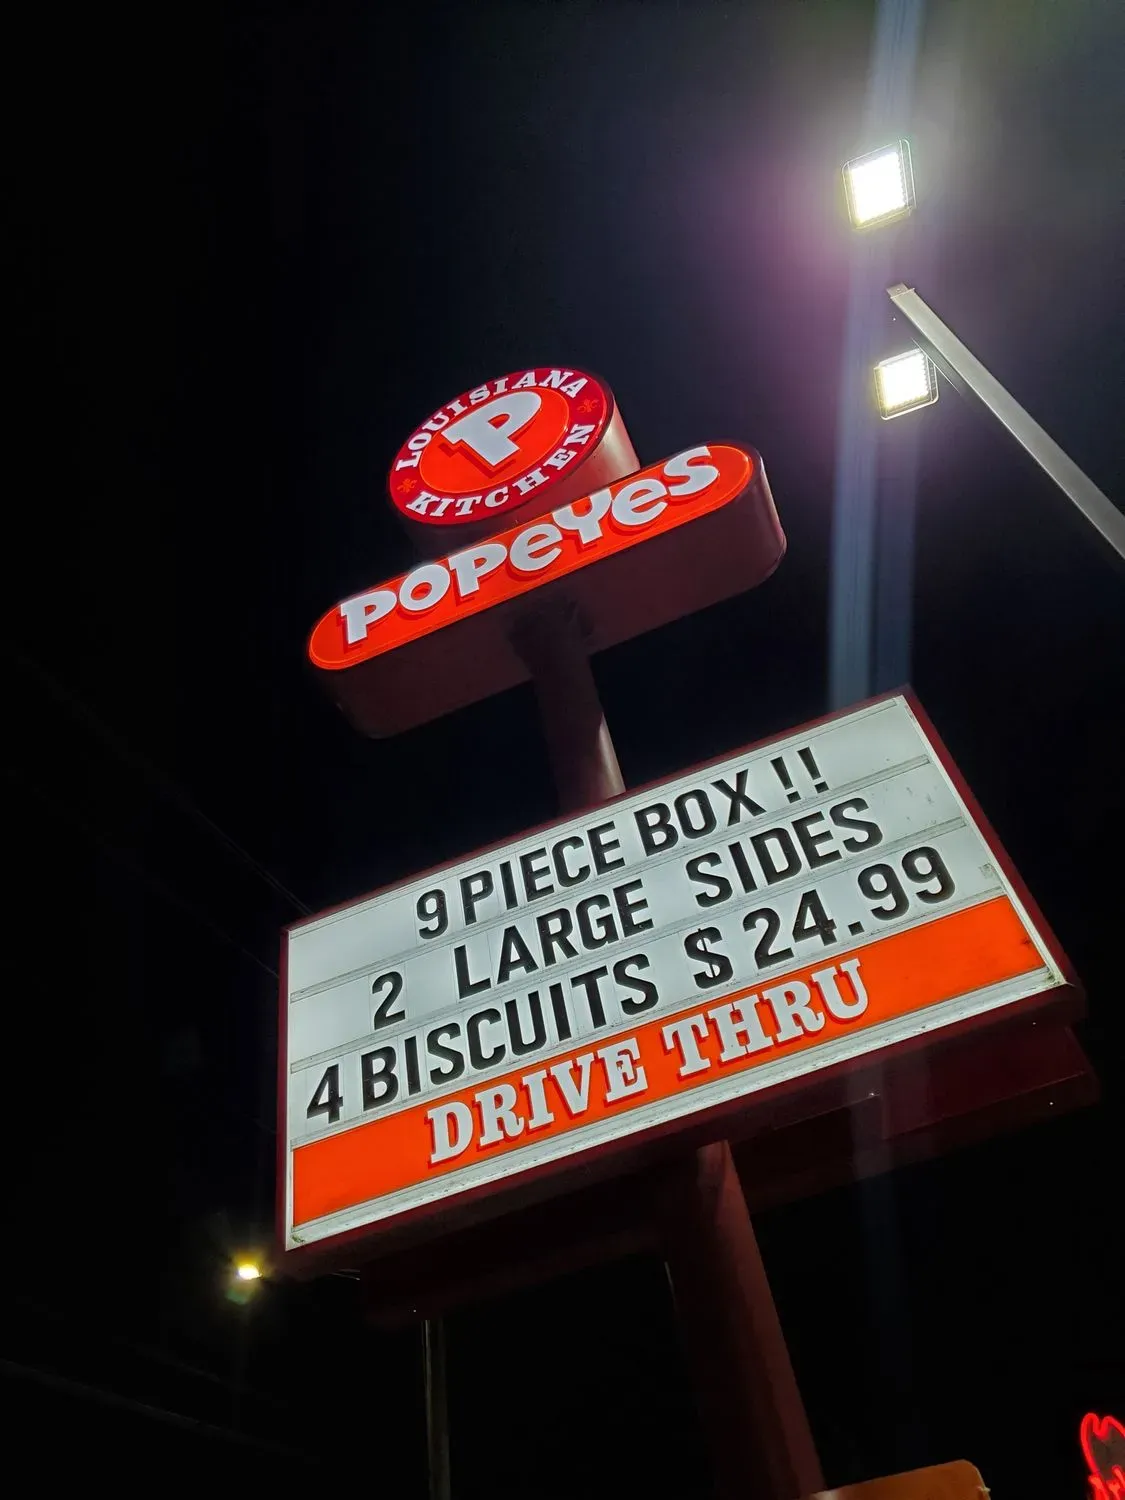 LOUISIANA
P
KITCHEN
POPEYES
9 PIECE BOX !!
2 LARGE SIDES
4 BISCUITS $ 24.99
DRIVE THRU